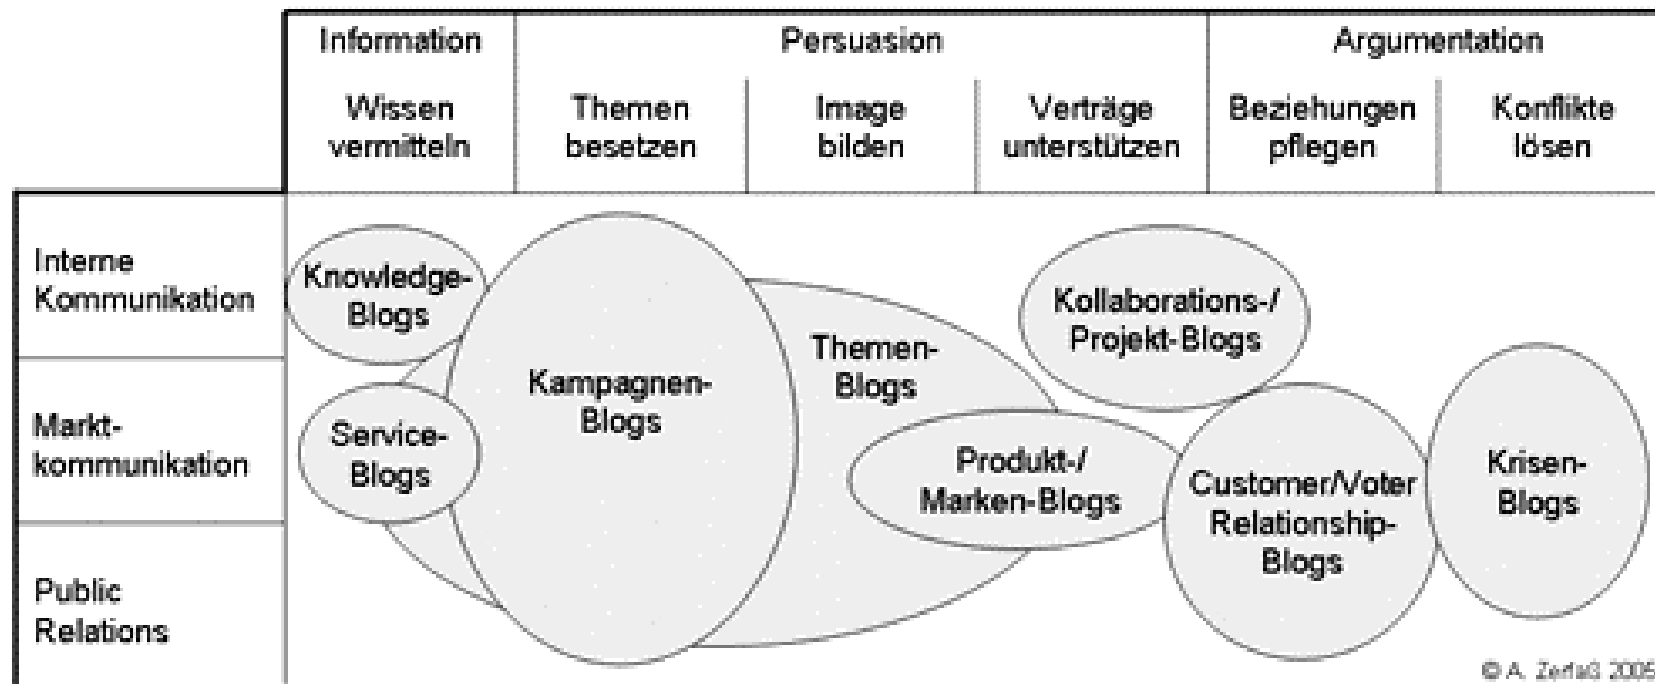 Information
Persuasion
Argumentation
Wissen
vermitteln
Themen
besetzen
Image
bilden
Verträge
unterstützen
Beziehungen
pflegen
Konflikte
lösen
Interne
Kommunikation
Markt-
kommunikation
Public
Relations
Knowledge-
Blogs
Service-
Blogs
Kampagnen-
Blogs
Themen-
Blogs
Kollaborations-/
Projekt-Blogs
Produkt-/
Marken-Blogs
Customer/Voter
Relationship-
Blogs
Krisen-
Blogs
© A. Zerfaß 2005